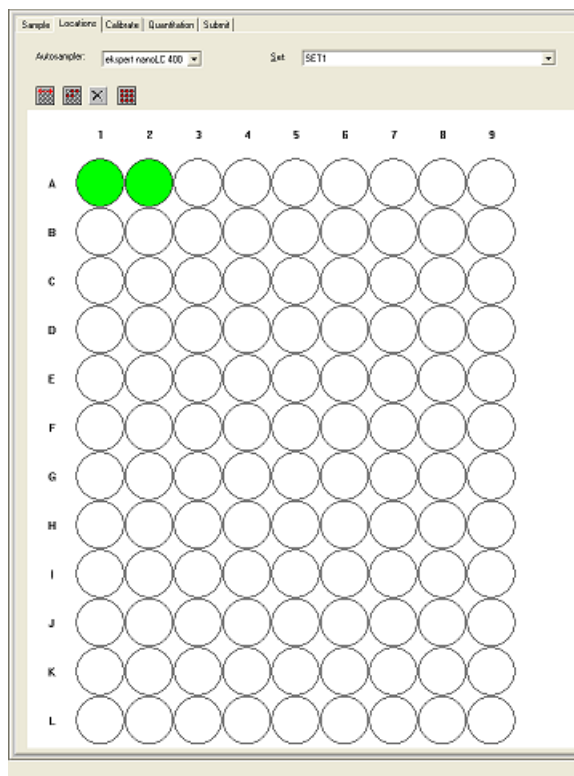 Sample Locations Calibrate Quantitation Submit
Autosampler: ekspert nanoLC 400 Set: SET1
1 2 3 4 5 6 7 8 9
A
B
C
D
E
F
G
H
I
J
K
L